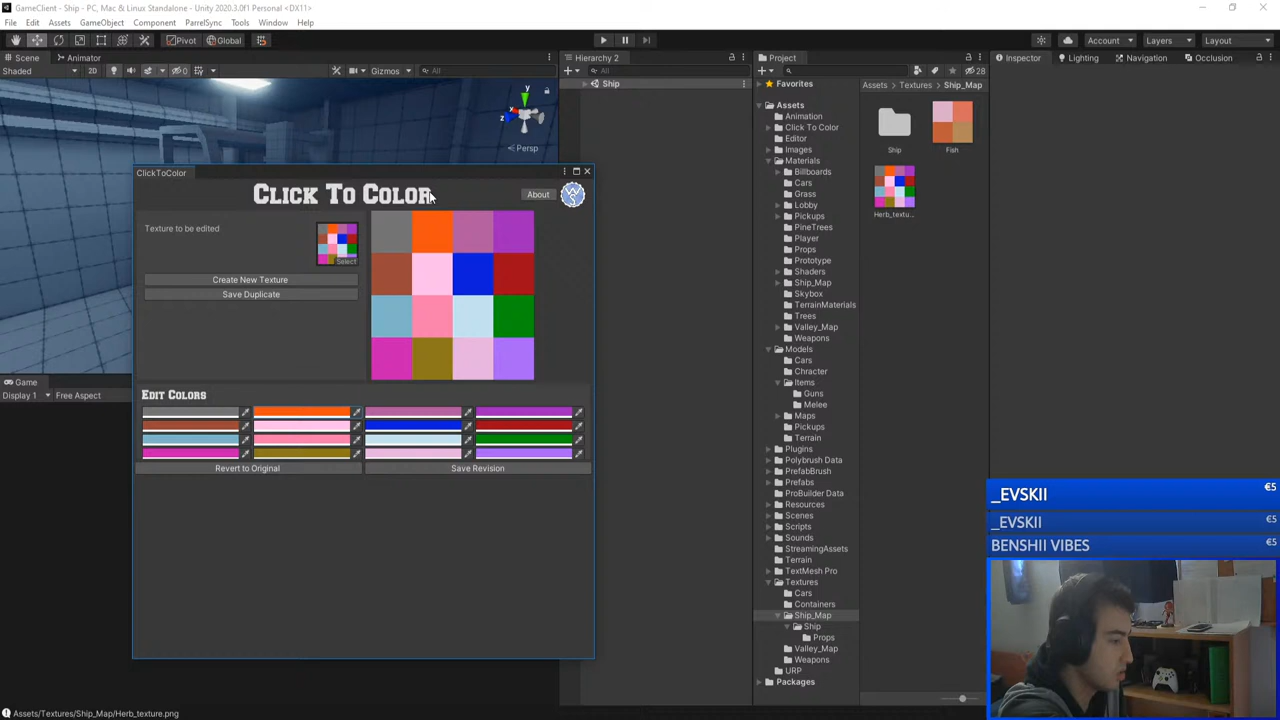 GameClient - Ship - PC, Mac & Linux Standalone - Unity 2020.3.0f1 Personal <DX11>
File Edit Assets GameObject Component ParrelSync Tools Window Help
Pivot Global
Account Layers Layout
Scene Animator
Shaded 2D 0 Gizmos All
y
x
z
Persp
Game
Display 1 Free Aspect
ClickToColor
Click To Color
About
Texture to be edited
Select
Create New Texture
Save Duplicate
Edit Colors
Revert to Original Save Revision
Hierarchy 2
All
Ship
Project
28
Favorites
Assets
Animation
Click To Color
Editor
Images
Materials
Billboards
Cars
Grass
Lobby
Pickups
PineTrees
Player
Props
Prototype
Shaders
Ship_Map
Skybox
TerrainMaterials
Trees
Valley_Map
Weapons
Models
Cars
Chracter
Items
Guns
Melee
Maps
Pickups
Terrain
Plugins
Polybrush Data
PrefabBrush
Prefabs
ProBuilder Data
Resources
Scenes
Scripts
Sounds
StreamingAssets
Terrain
TextMesh Pro
Textures
Cars
Containers
Ship_Map
Ship
Props
Valley_Map
Weapons
URP
Packages
Assets Textures Ship_Map
Ship Fish
Herb_textu...
Inspector Lighting Navigation Occlusion
_EVSKII €5
_EVSKII
BENSHII VIBES €5
Assets/Textures/Ship_Map/Herb_texture.png